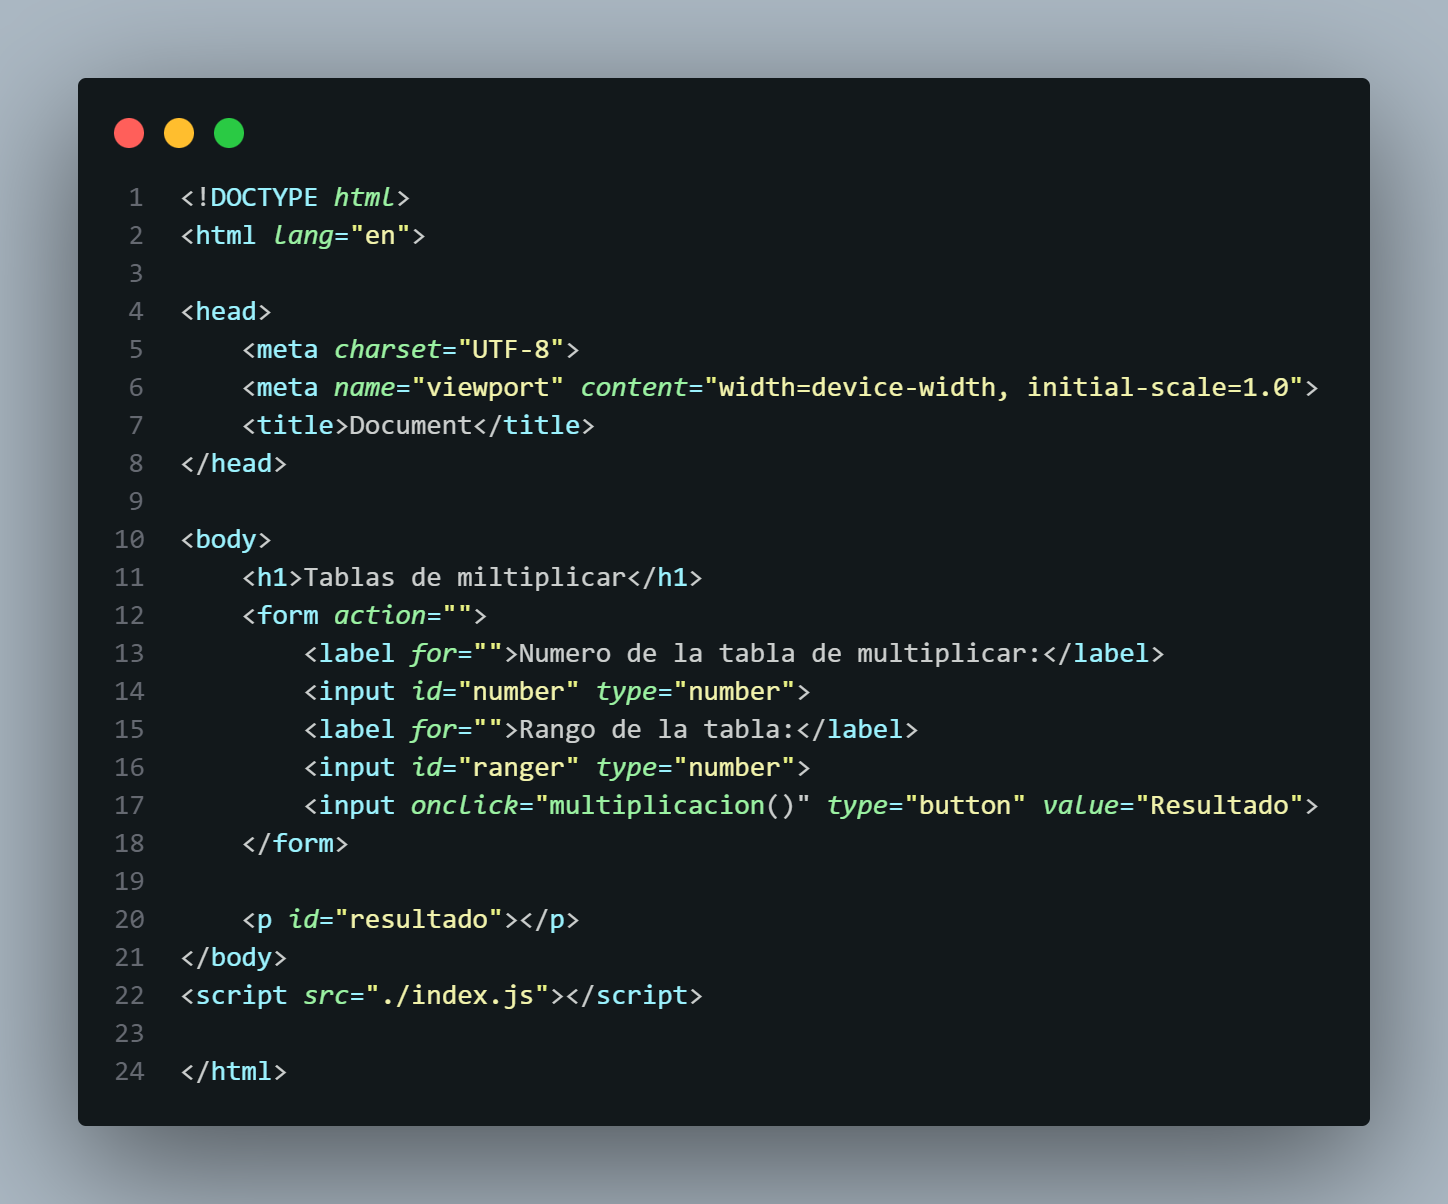 1 <!DOCTYPE html>
2 <html lang="en">
3
4 <head>
5     <meta charset="UTF-8">
6     <meta name="viewport" content="width=device-width, initial-scale=1.0">
7     <title>Document</title>
8 </head>
9
10 <body>
11     <h1>Tablas de miltiplicar</h1>
12     <form action="">
13         <label for="">Numero de la tabla de multiplicar:</label>
14         <input id="number" type="number">
15         <label for="">Rango de la tabla:</label>
16         <input id="ranger" type="number">
17         <input onclick="multiplicacion()" type="button" value="Resultado">
18     </form>
19
20     <p id="resultado"></p>
21 </body>
22 <script src="./index.js"></script>
23
24 </html>